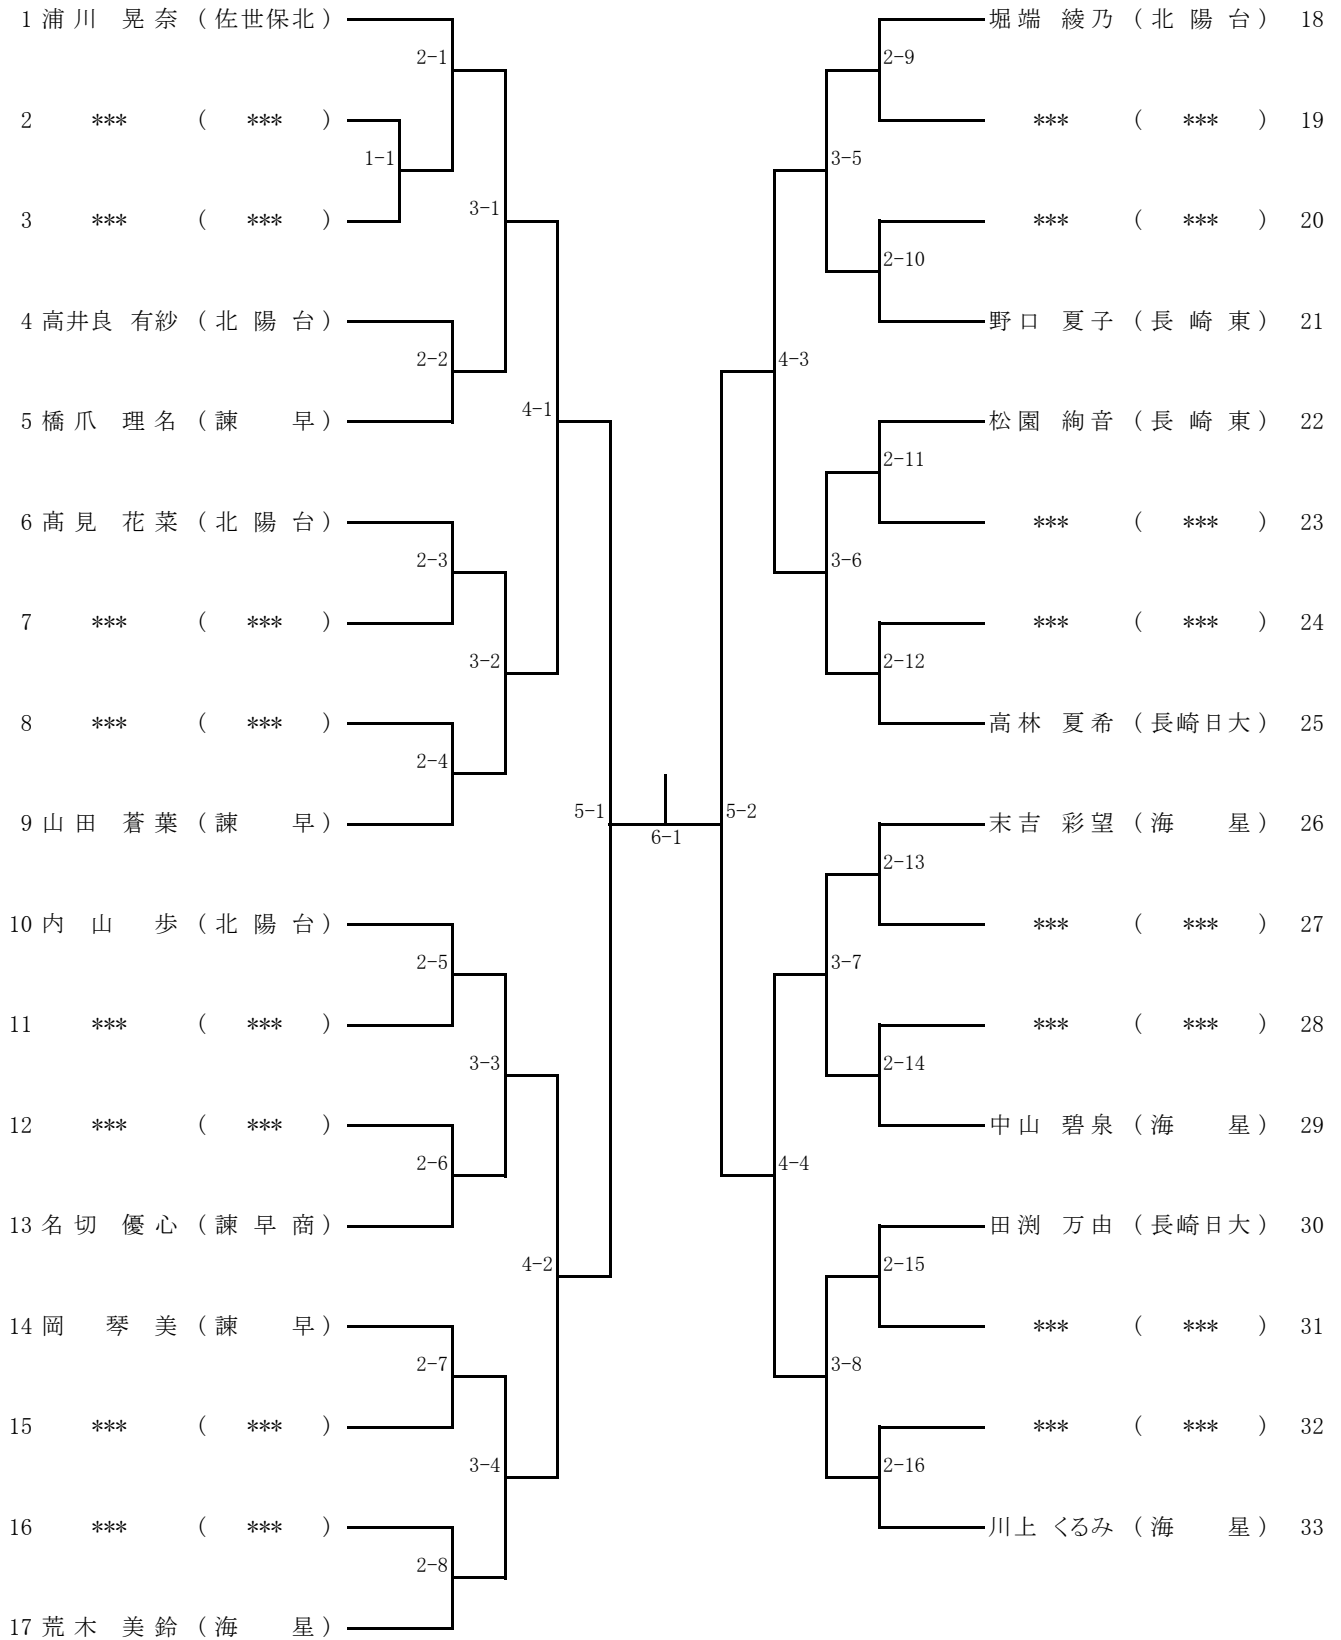 1 浦川 晃奈 (佐世保北)
2-1
2 *** ( *** )
1-1
3 *** ( *** )
3-1
4 高井良 有紗 (北陽台)
2-2
5 橋爪 理名 (諫 早)
4-1
6 髙見 花菜 (北陽台)
2-3
7 *** ( *** )
3-2
8 *** ( *** )
2-4
9 山田 蒼葉 (諫 早)
5-1
10 内山 歩 (北陽台)
2-5
11 *** ( *** )
3-3
12 *** ( *** )
2-6
13 名切 優心 (諫早商)
4-2
14 岡 琴美 (諫 早)
2-7
15 *** ( *** )
3-4
16 *** ( *** )
2-8
17 荒木 美鈴 (海 星)
6-1
堀端 綾乃 (北陽台) 18
2-9
*** ( *** ) 19
3-5
*** ( *** ) 20
2-10
野口 夏子 (長崎東) 21
4-3
松園 絢音 (長崎東) 22
2-11
*** ( *** ) 23
3-6
*** ( *** ) 24
2-12
高林 夏希 (長崎日大) 25
5-2
末吉 彩望 (海 星) 26
2-13
*** ( *** ) 27
3-7
*** ( *** ) 28
2-14
中山 碧泉 (海 星) 29
4-4
田渕 万由 (長崎日大) 30
2-15
*** ( *** ) 31
3-8
*** ( *** ) 32
2-16
川上 くるみ (海 星) 33